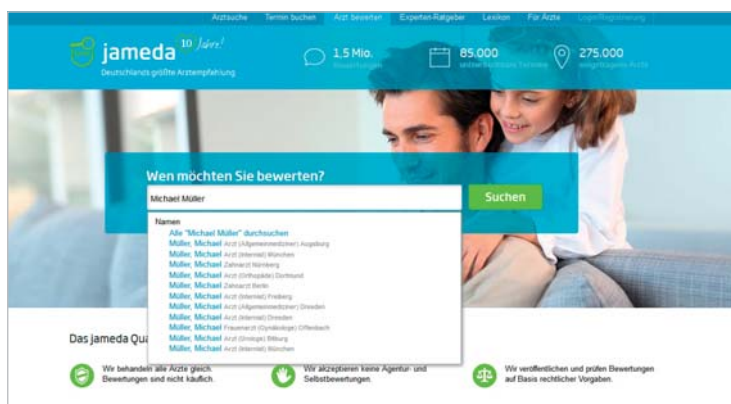 Arztsuche Termin buchen Arzt bewerten Experten-Ratgeber Lexikon Für Ärzte Login/Registrierung
jameda 10 Jahre!
Deutschlands größte Arztempfehlung
1,5 Mio.
Bewertungen
85.000
275.000
Wen möchten Sie bewerten?
Michael Müller
Suchen
Namen
Alle "Michael Müller" durchsuchen
Müller, Michael Arzt (Allgemeinmediziner) Augsburg
Müller, Michael Arzt (Internist) München
Müller, Michael Zahnarzt Nürnberg
Müller, Michael Arzt (Orthopäde) Dortmund
Müller, Michael Zahnarzt Berlin
Müller, Michael Arzt (Internist) Freiberg
Müller, Michael Arzt (Allgemeinmediziner) Dresden
Müller, Michael Arzt (Internist) Dresden
Müller, Michael Frauenarzt (Gynäkologe) Offenbach
Müller, Michael Arzt (Urologe) Bitburg
Müller, Michael Arzt (Internist) München
Das jameda Qua
Wir behandeln alle Ärzte gleich.
Bewertungen sind nicht käuflich.
Wir akzeptieren keine Agentur- und
Selbstbewertungen.
Wir veröffentlichen und prüfen Bewertungen
auf Basis rechtlicher Vorgaben.